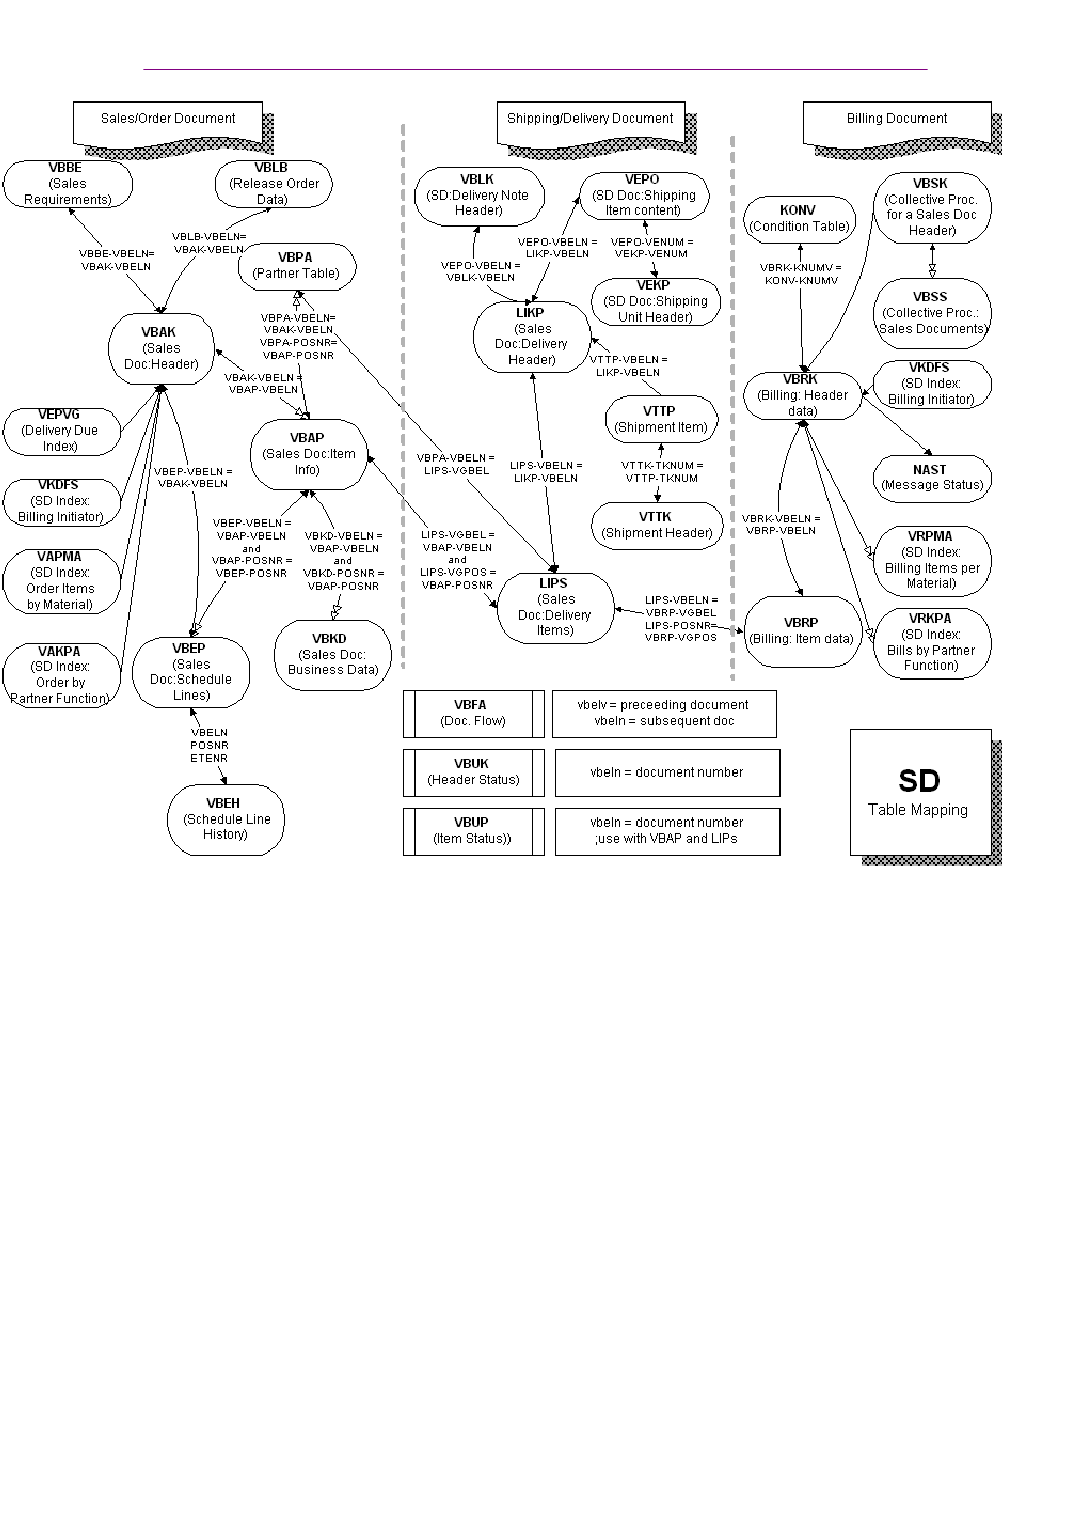 Sales/Order Document
VBBE
(Sales
Requirements)
VBLB
(Release Order
Data)
VBLB-VBELN=
VBAK-VBELN
VBBE-VBELN=
VBAK-VBELN
VBPA
(Partner Table)
VBPA-VBELN=
VBAK-VBELN
VBPA-POSNR=
VBAP-POSNR
VBAK
(Sales
Doc:Header)
VBAK-VBELN =
VBAP-VBELN
VEPVG
(Delivery Due
Index)
VBAP
(Sales Doc:Item
Info)
VKDFS
(SD Index:
Billing Initiator)
VBEP-VBELN =
VBAK-VBELN
VBEP-VBELN =
VBAP-VBELN
and
VBAP-POSNR =
VBEP-POSNR
VBKD-VBELN =
VBAP-VBELN
and
VBKD-POSNR =
VBAP-POSNR
VAPMA
(SD Index:
Order Items
by Material)
VAKPA
(SD Index:
Order by
Partner Function)
VBEP
(Sales
Doc:Schedule
Lines)
VBKD
(Sales Doc:
Business Data)
VBELN
POSNR
ETENR
VBEH
(Schedule Line
History)
Shipping/Delivery Document
VBLK
(SD:Delivery Note
Header)
VEPO
(SD Doc:Shipping
Item content)
VEPO-VBELN =
LIKP-VBELN
VEPO-VENUM =
VEKP-VENUM
VEPO-VBELN =
VBLK-VBELN
VEKP
(SD Doc:Shipping
Unit Header)
LIKP
(Sales
Doc:Delivery
Header)
VTTP-VBELN =
LIKP-VBELN
VTTP
(Shipment Item)
VBPA-VBELN =
LIPS-VGBEL
LIPS-VBELN =
LIKP-VBELN
VTTK-TKNUM =
VTTP-TKNUM
VTTK
(Shipment Header)
LIPS-VGBEL =
VBAP-VBELN
and
LIPS-VGPOS =
VBAP-POSNR
LIPS
(Sales
Doc:Delivery
Items)
LIPS-VBELN =
VBRP-VGBEL
LIPS-POSNR=
VBRP-VGPOS
Billing Document
KONV
(Condition Table)
VBSK
(Collective Proc.
for a Sales Doc
Header)
VBRK-KNUMV =
KONV-KNUMV
VBSS
(Collective Proc.:
Sales Documents)
VBRK
(Billing: Header
data)
VKDFS
(SD Index:
Billing Initiator)
NAST
(Message Status)
VBRK-VBELN =
VBRP-VBELN
VRPMA
(SD Index:
Billing Items per
Material)
VBRP
(Billing: Item data)
VRKPA
(SD Index:
Bills by Partner
Function)
VBFA
(Doc. Flow)
vbelv = preceeding document
vbeln = subsequent doc
VBUK
(Header Status)
vbeln = document number
VBUP
(Item Status))
vbeln = document number
;use with VBAP and LIPs
SD
Table Mapping